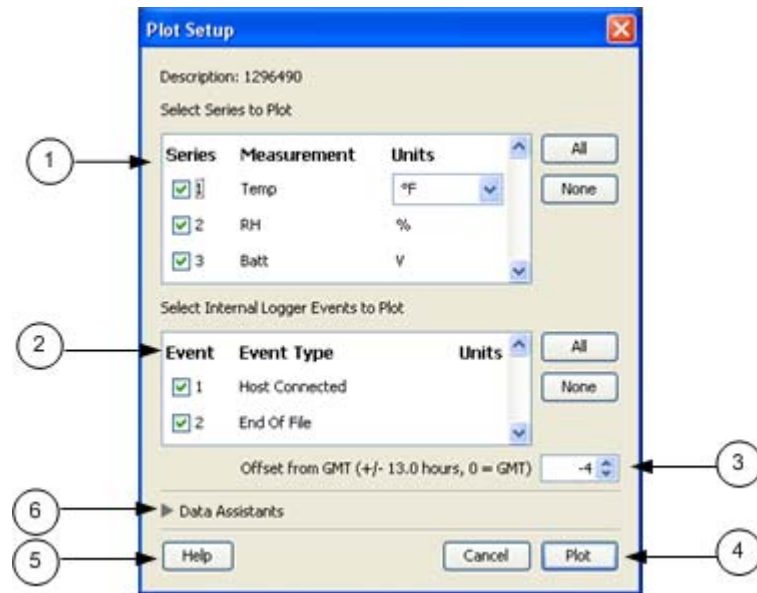 Plot Setup
Description: 1296490
Select Series to Plot
Series Measurement Units
All
1 Temp °F
None
2 RH %
3 Batt V
Select Internal Logger Events to Plot
Event Event Type Units
All
1 Host Connected
None
2 End Of File
Offset from GMT (+/- 13.0 hours, 0 = GMT) -4
Data Assistants
Help Cancel Plot
1
2
3
6
5
4